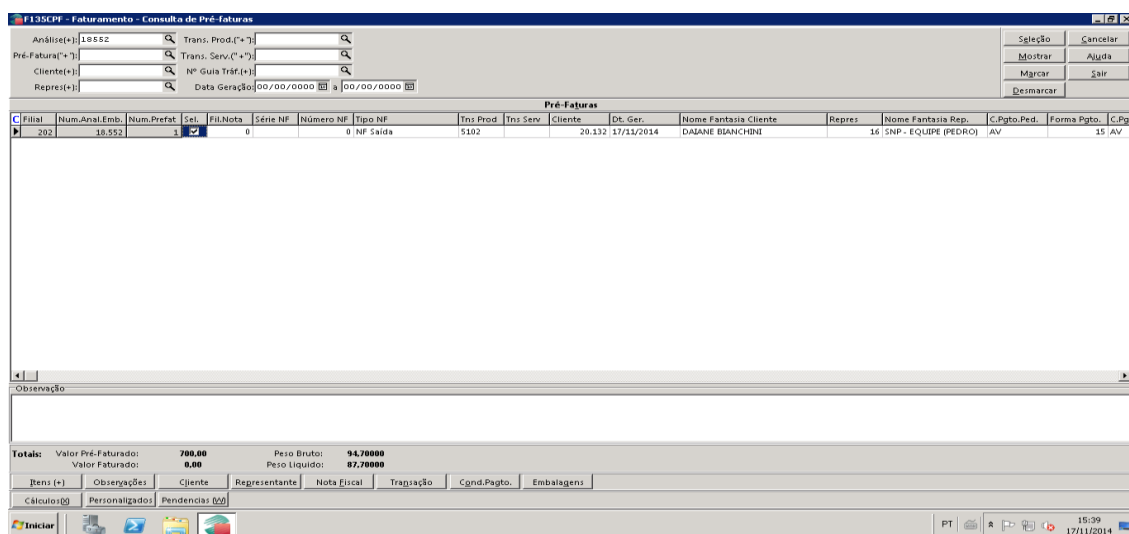 F135CPF - Faturamento - Consulta de Pré-faturas
Análise(+): 18552 Trans. Prod.("+"): Seleção Cancelar
Pré-Fatura("+"): Trans. Serv.("+"): Mostrar Ajuda
Cliente(+): Nº Guia Tráf.(+): Marcar Sair
Repres(+): Data Geração: 00/00/0000 a 00/00/0000 Desmarcar
Pré-Faturas
C Filial Num.Anal.Emb. Num.Prefat Sel. Fil.Nota Série NF Número NF Tipo NF Tns Prod Tns Serv Cliente Dt. Ger. Nome Fantasia Cliente Repres Nome Fantasia Rep. C.Pgto.Ped. Forma Pgto. C.Pg
202 18.552 1 0 0 NF Saída 5102 20.132 17/11/2014 DAIANE BIANCHINI 16 SNP - EQUIPE (PEDRO) AV 15 AV
Observação
Totais: Valor Pré-Faturado: 700,00 Peso Bruto: 94,70000
Valor Faturado: 0,00 Peso Líquido: 87,70000
Itens (+) Observações Cliente Representante Nota Fiscal Transação Cond.Pagto. Embalagens
Cálculos(X) Personalizados Pendencias (W)
Iniciar PT 15:39
17/11/2014